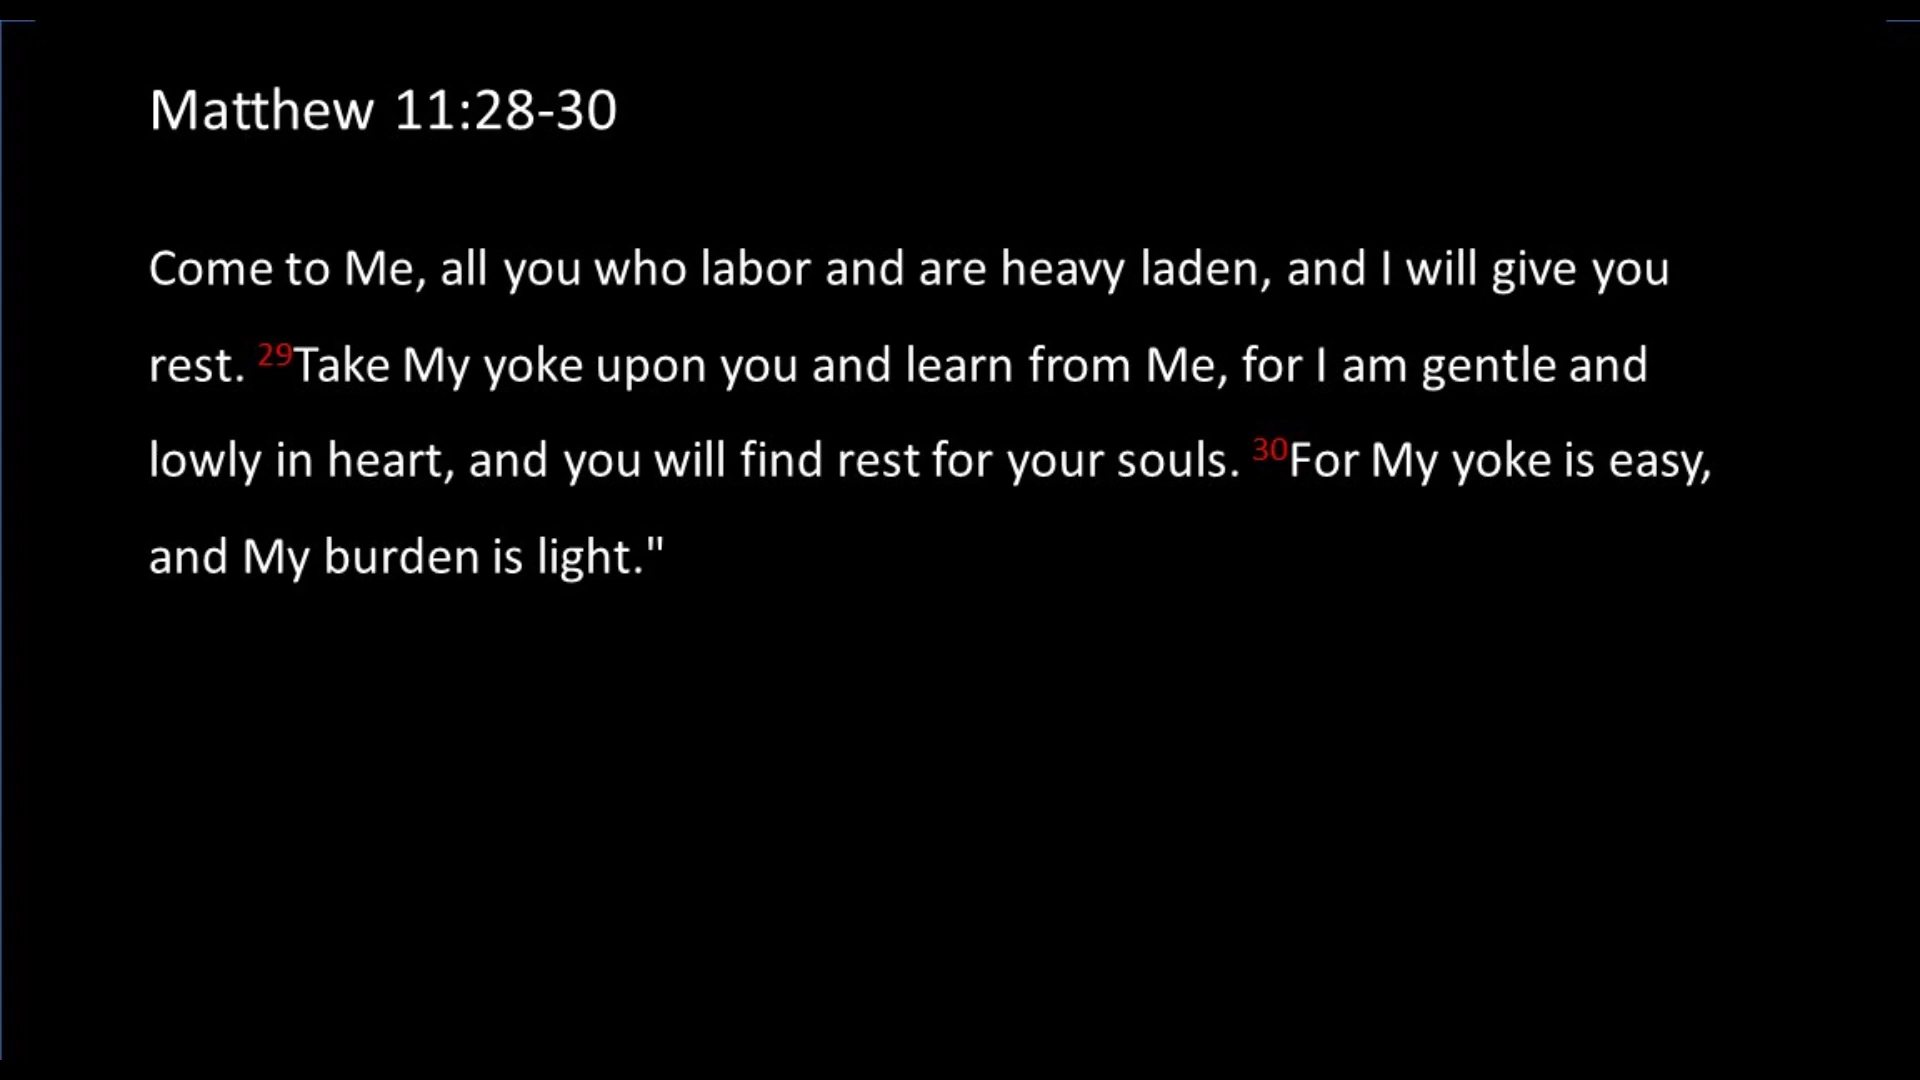 Matthew 11:28-30
Come to Me, all you who labor and are heavy laden, and I will give you
rest. 29Take My yoke upon you and learn from Me, for I am gentle and
lowly in heart, and you will find rest for your souls. 30For My yoke is easy,
and My burden is light."